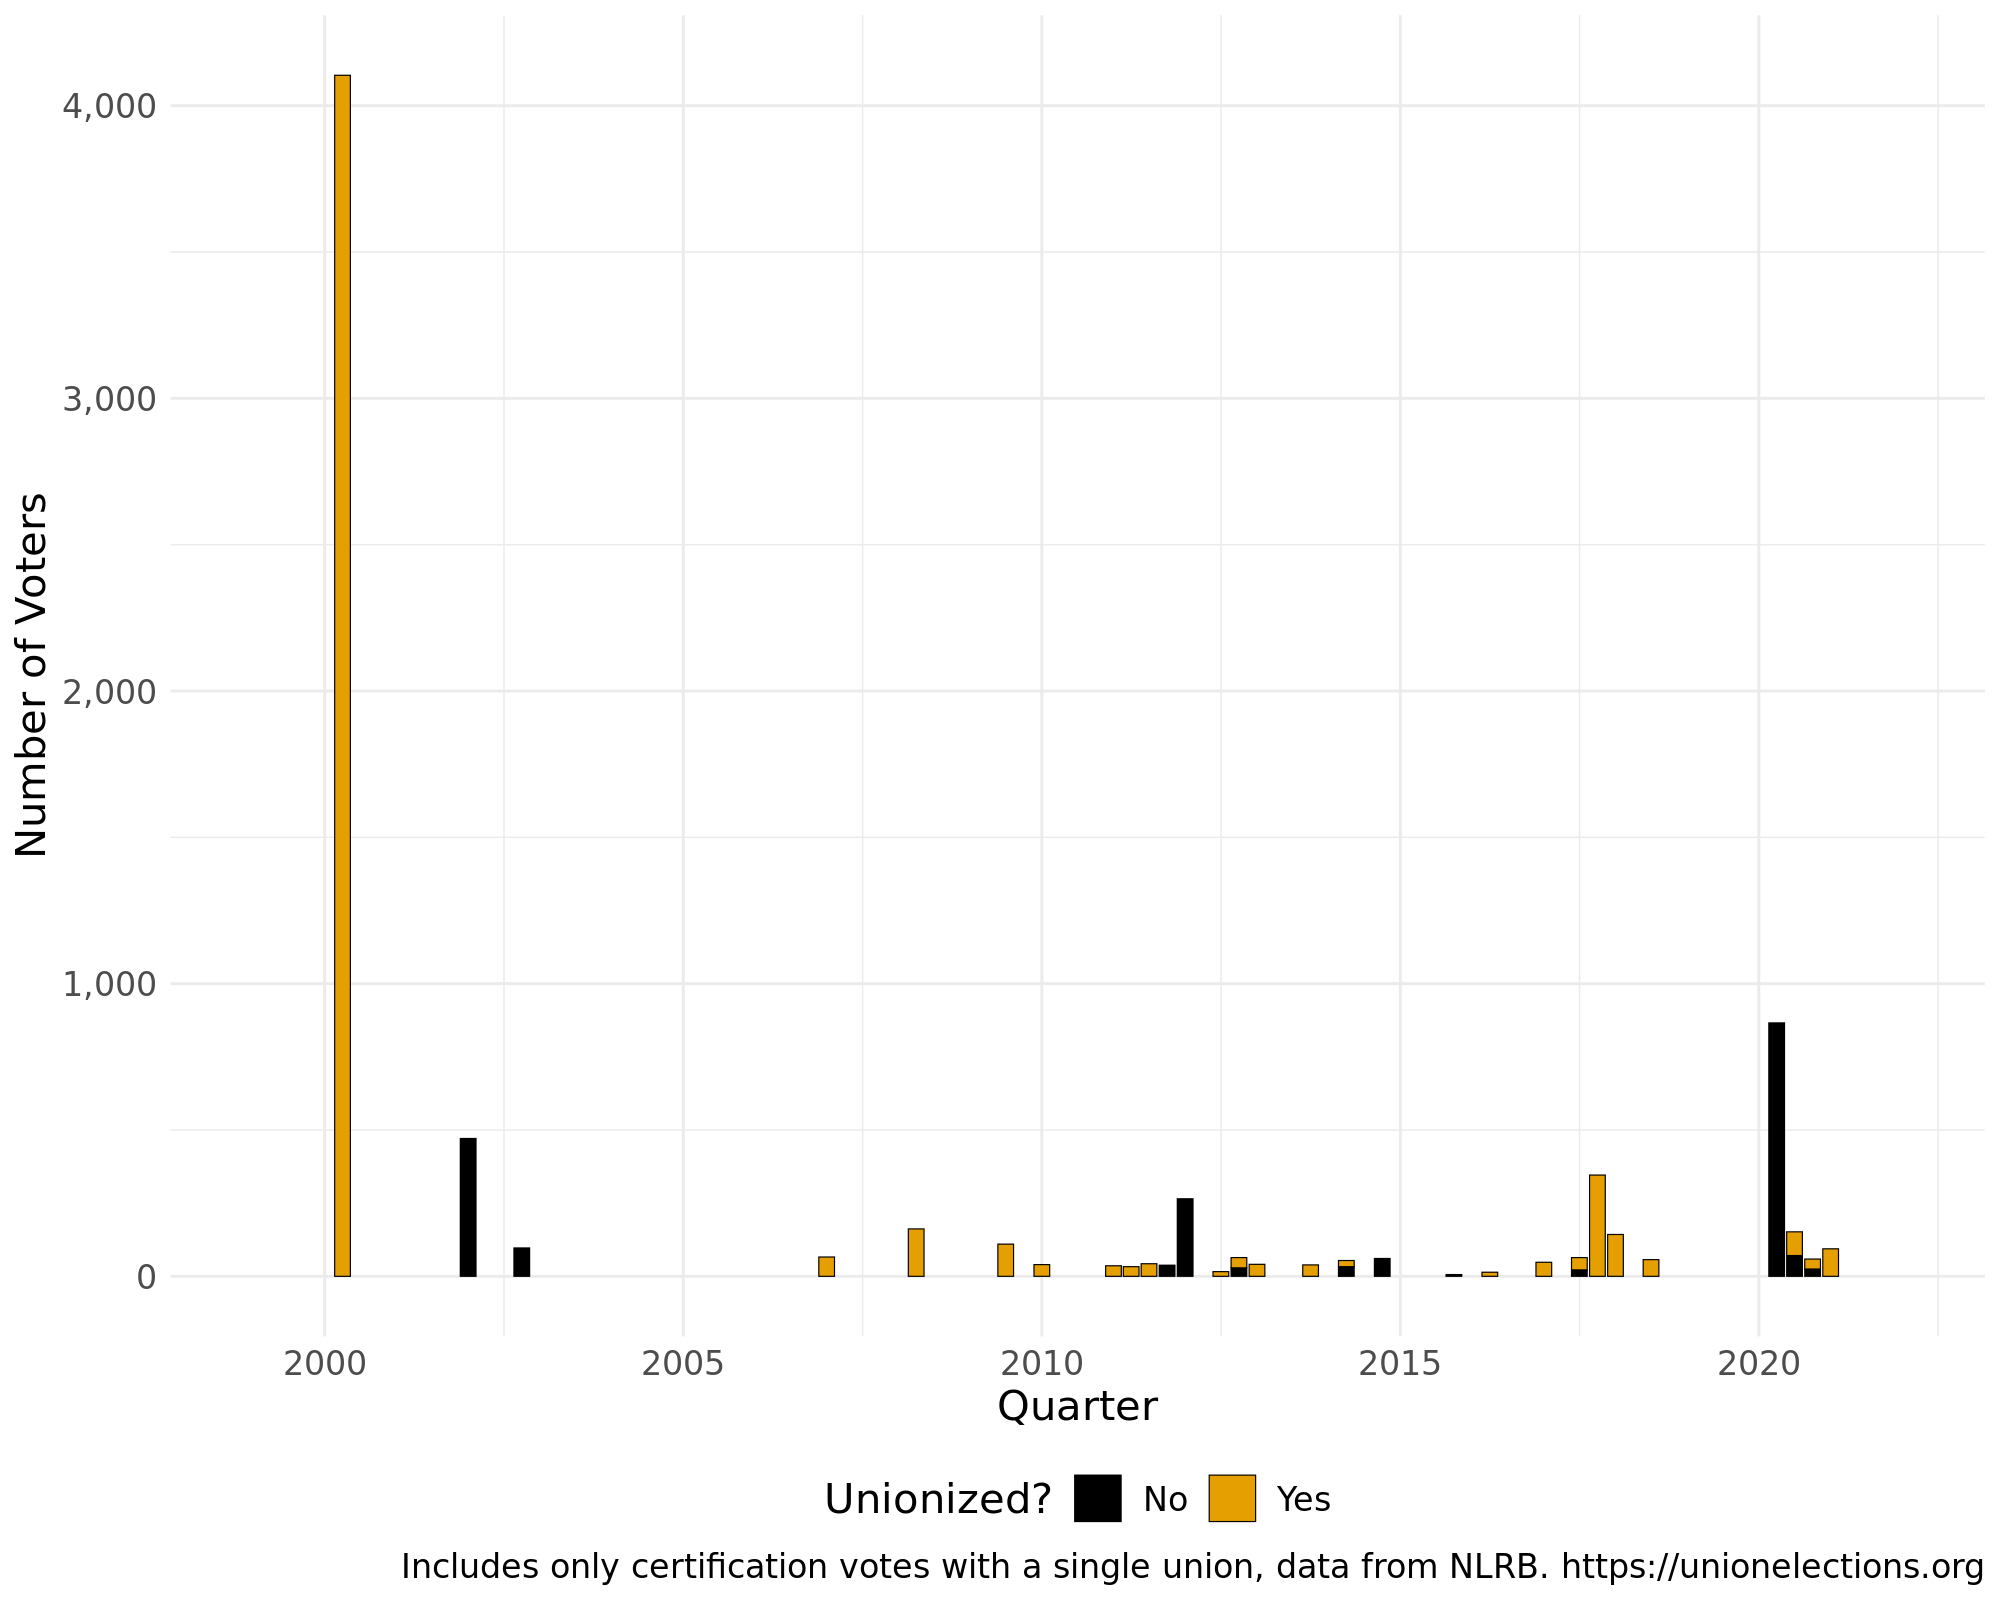 4,000
3,000
2,000
1,000
0
Number of Voters
2000 2005 2010 2015 2020
Quarter
Unionized? No Yes
Includes only certification votes with a single union, data from NLRB. https://unionelections.org